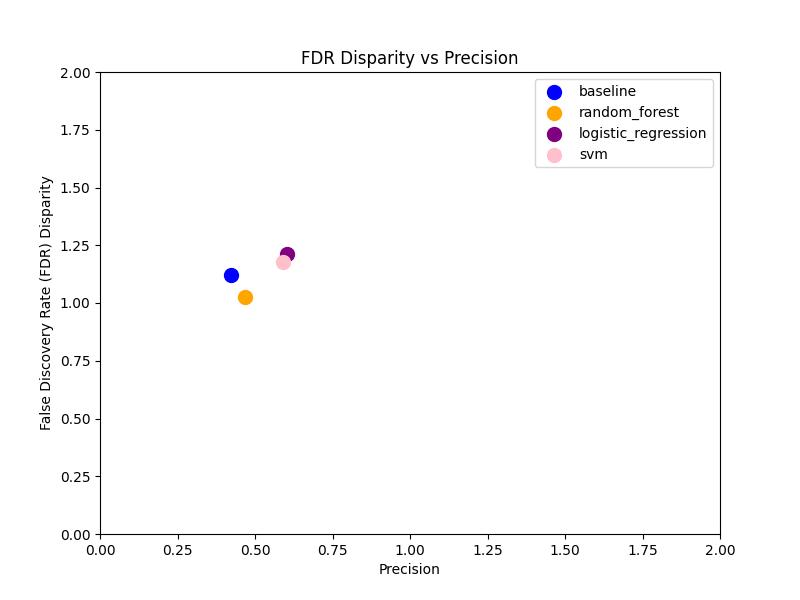 FDR Disparity vs Precision
baseline
random_forest
logistic_regression
svm
False Discovery Rate (FDR) Disparity
2.00
1.75
1.50
1.25
1.00
0.75
0.50
0.25
0.00
0.00 0.25 0.50 0.75 1.00 1.25 1.50 1.75 2.00
Precision